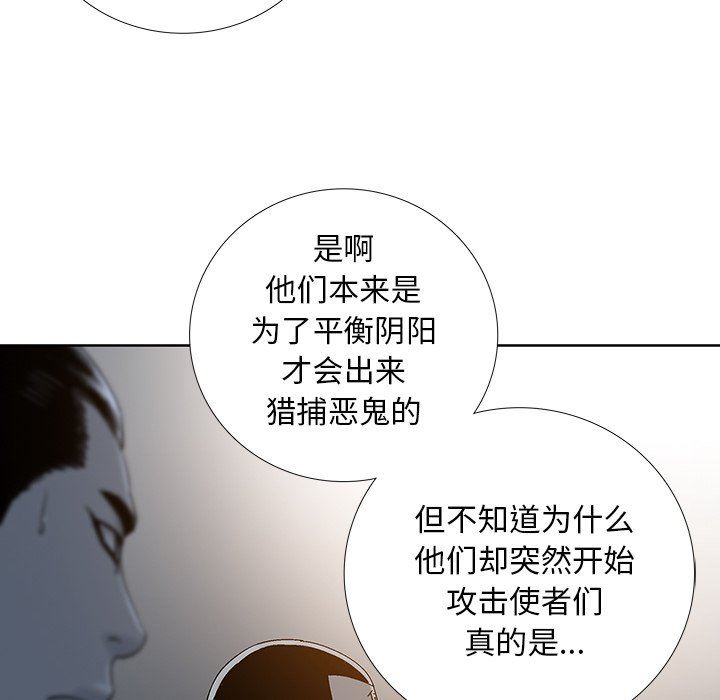 是啊
他们本来是
为了平衡阴阳
才会出来
猎捕恶鬼的
但不知道为什么
他们却突然开始
攻击使者们
真的是...